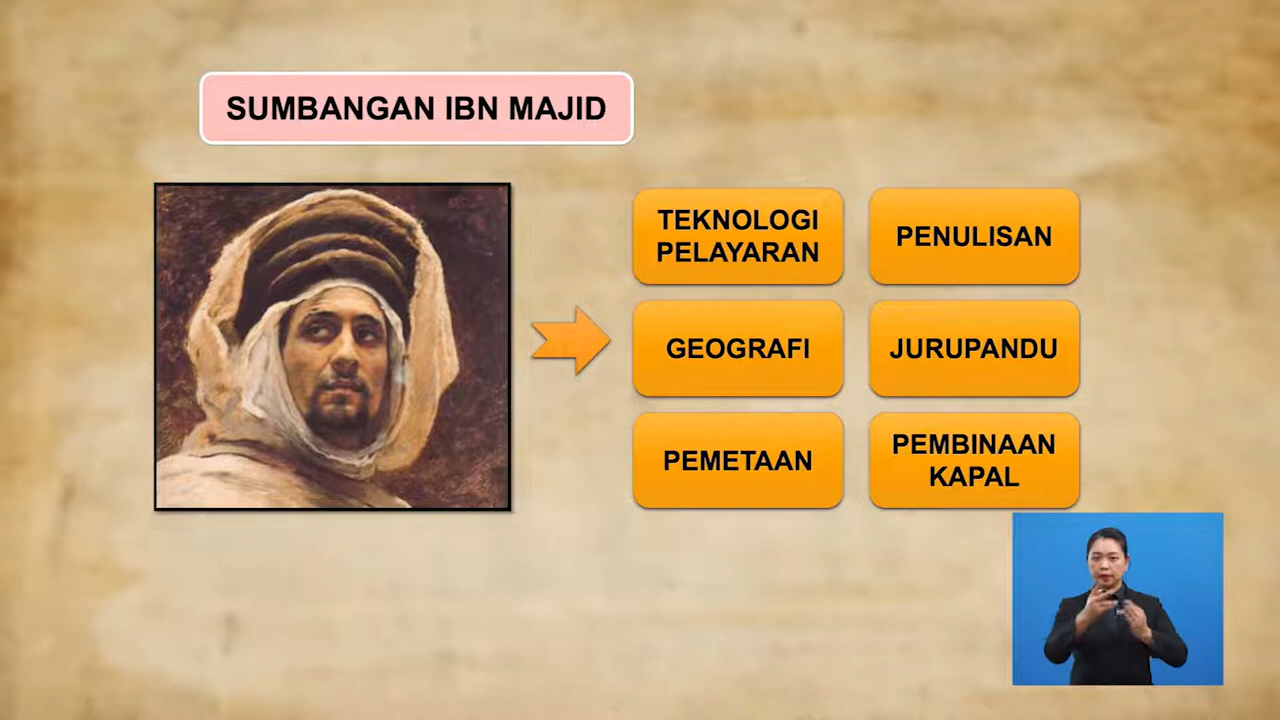 SUMBANGAN IBN MAJID
TEKNOLOGI
PELAYARAN
PENULISAN
GEOGRAFI
JURUPANDU
PEMETAAN
PEMBINAAN
KAPAL